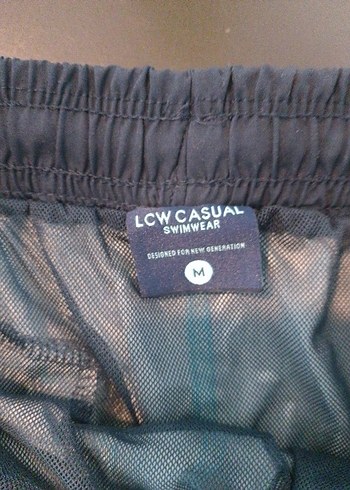 LCW CASUAL
SWIMWEAR
DESIGNED FOR NEW GENERATION
M